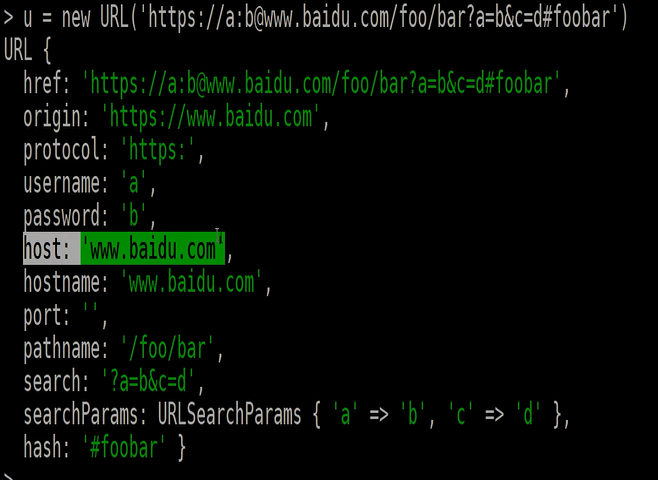 > u = new URL('https://a:b@www.baidu.com/foo/bar?a=b&c=d#foobar')
URL {
href: 'https://a:b@www.baidu.com/foo/bar?a=b&c=d#foobar',
origin: 'https://www.baidu.com',
protocol: 'https:',
username: 'a',
password: 'b',
host: 'www.baidu.com',
hostname: 'www.baidu.com',
port: '',
pathname: '/foo/bar',
search: '?a=b&c=d',
searchParams: URLSearchParams { 'a' => 'b', 'c' => 'd' },
hash: '#foobar' }
>